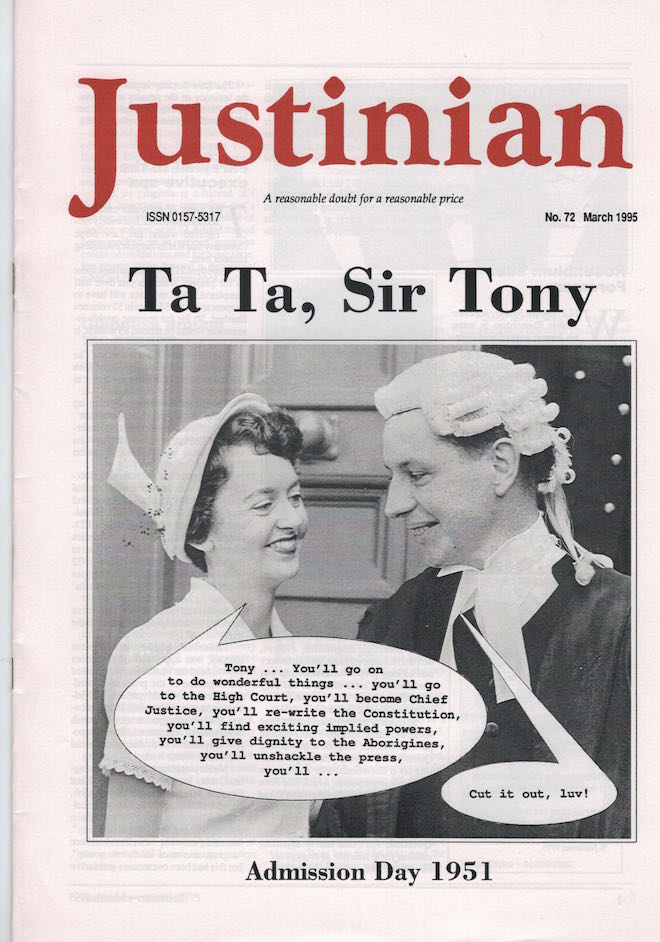 Justinian
A reasonable doubt for a reasonable price
ISSN 0157-5317
No. 72 March 1995
Ta Ta, Sir Tony
Tony ... You'll go on
to do wonderful things ... you'll go
to the High Court, you'll become Chief
Justice, you'll re-write the Constitution,
you'll find exciting implied powers,
you'll give dignity to the Aborigines,
you'll unshackle the press,
you'll ...
Cut it out, luv!
Admission Day 1951